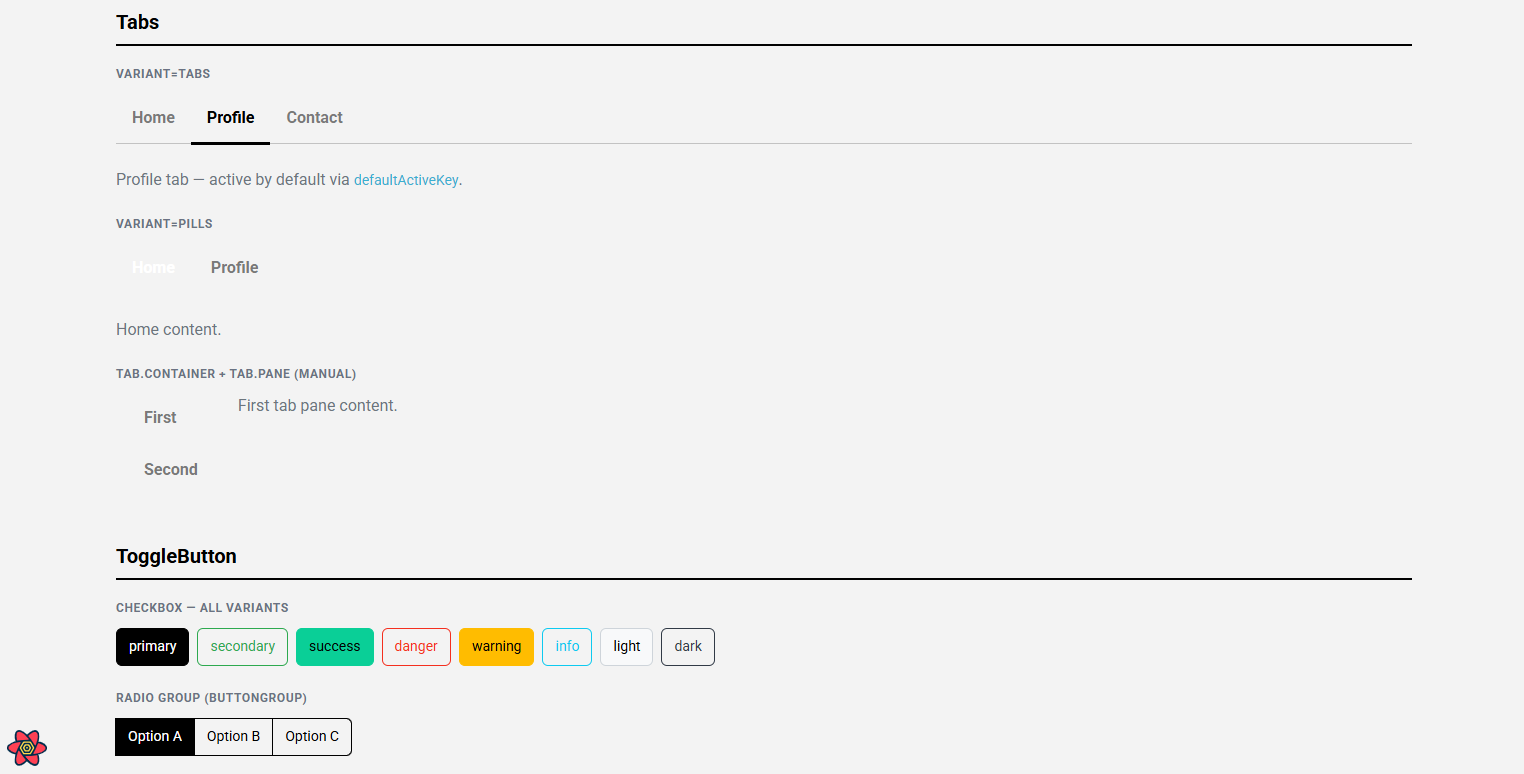 Tabs
VARIANT=TABS
Home Profile Contact
Profile tab — active by default via defaultActiveKey.
VARIANT=PILLS
Home Profile
Home content.
TAB.CONTAINER + TAB.PANE (MANUAL)
First First tab pane content.
Second
ToggleButton
CHECKBOX — ALL VARIANTS
primary secondary success danger warning info light dark
RADIO GROUP (BUTTONGROUP)
Option A Option B Option C